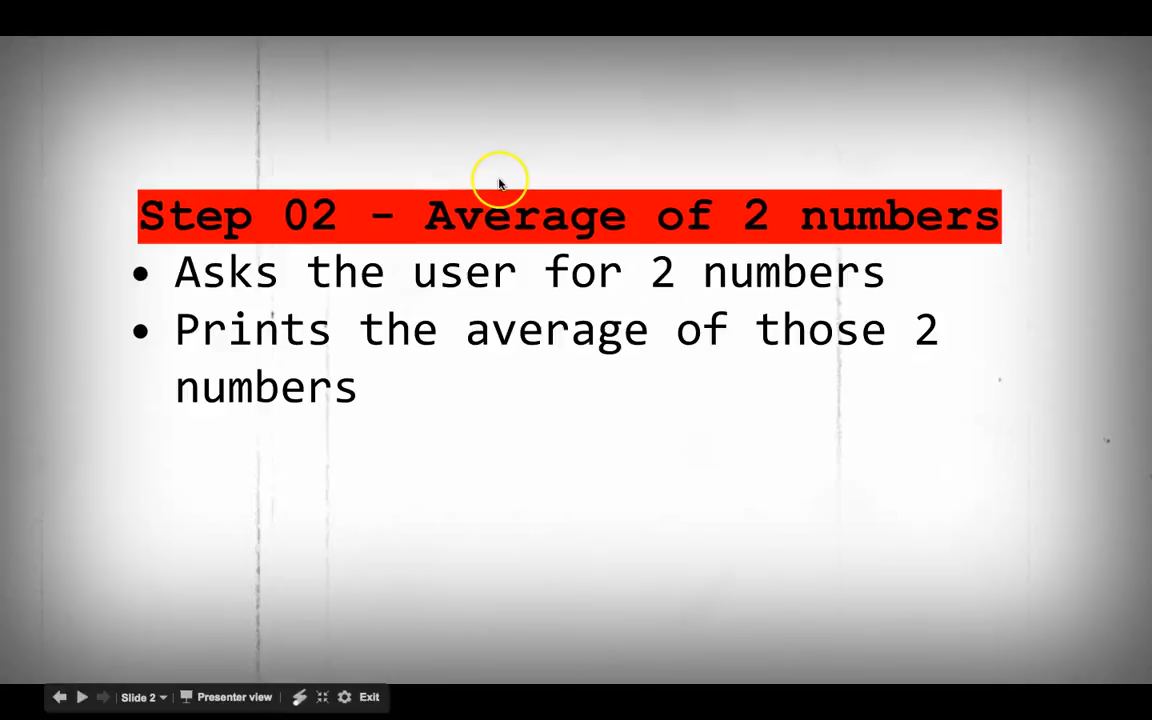 Step 02 - Average of 2 numbers
• Asks the user for 2 numbers
• Prints the average of those 2
numbers
Slide 2
Presenter view
Exit